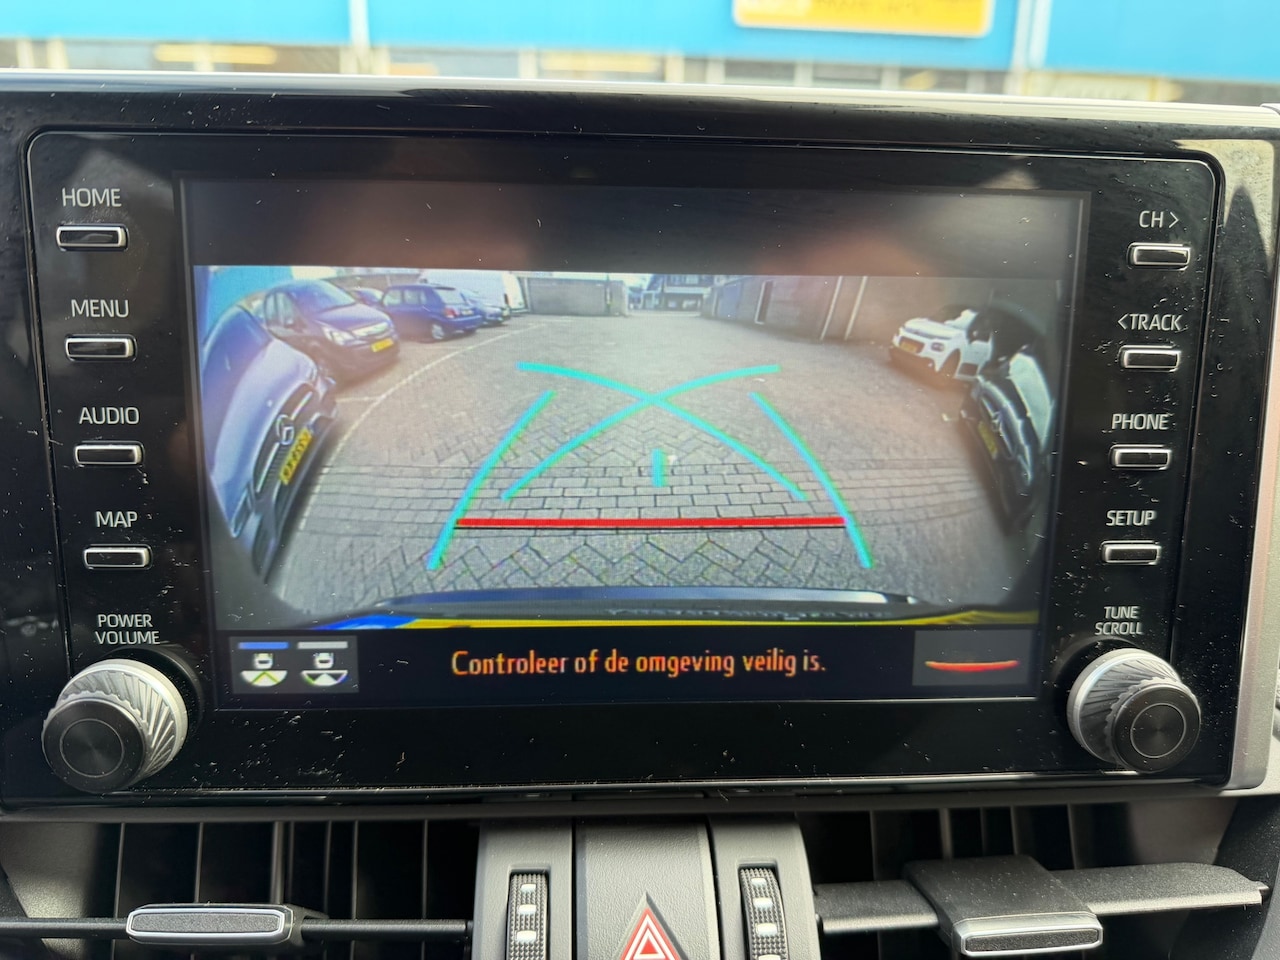 HOME
MENU
AUDIO
MAP
POWER
VOLUME
CH >
<TRACK
PHONE
SETUP
TUNE
SCROLL
Controleer of de omgeving veilig is.